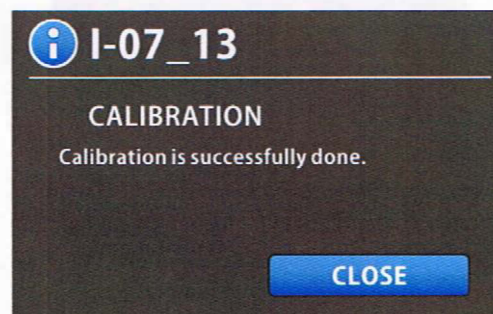 I-07_13
CALIBRATION
Calibration is successfully done.
CLOSE